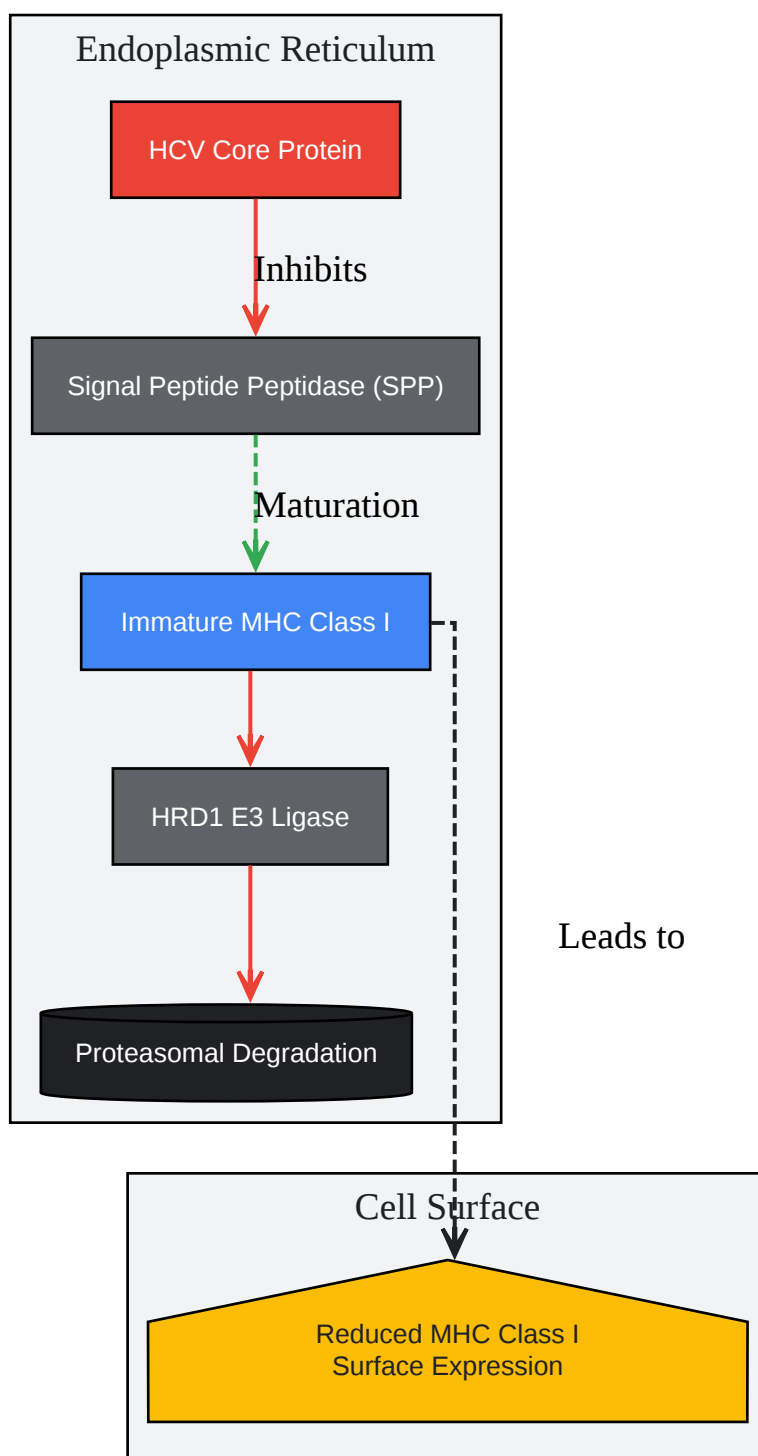 Endoplasmic Reticulum
HCV Core Protein
Inhibits
Signal Peptide Peptidase (SPP)
Maturation
Immature MHC Class I
HRD1 E3 Ligase
Leads to
Proteasomal Degradation
Cell Surface
Reduced MHC Class I
Surface Expression